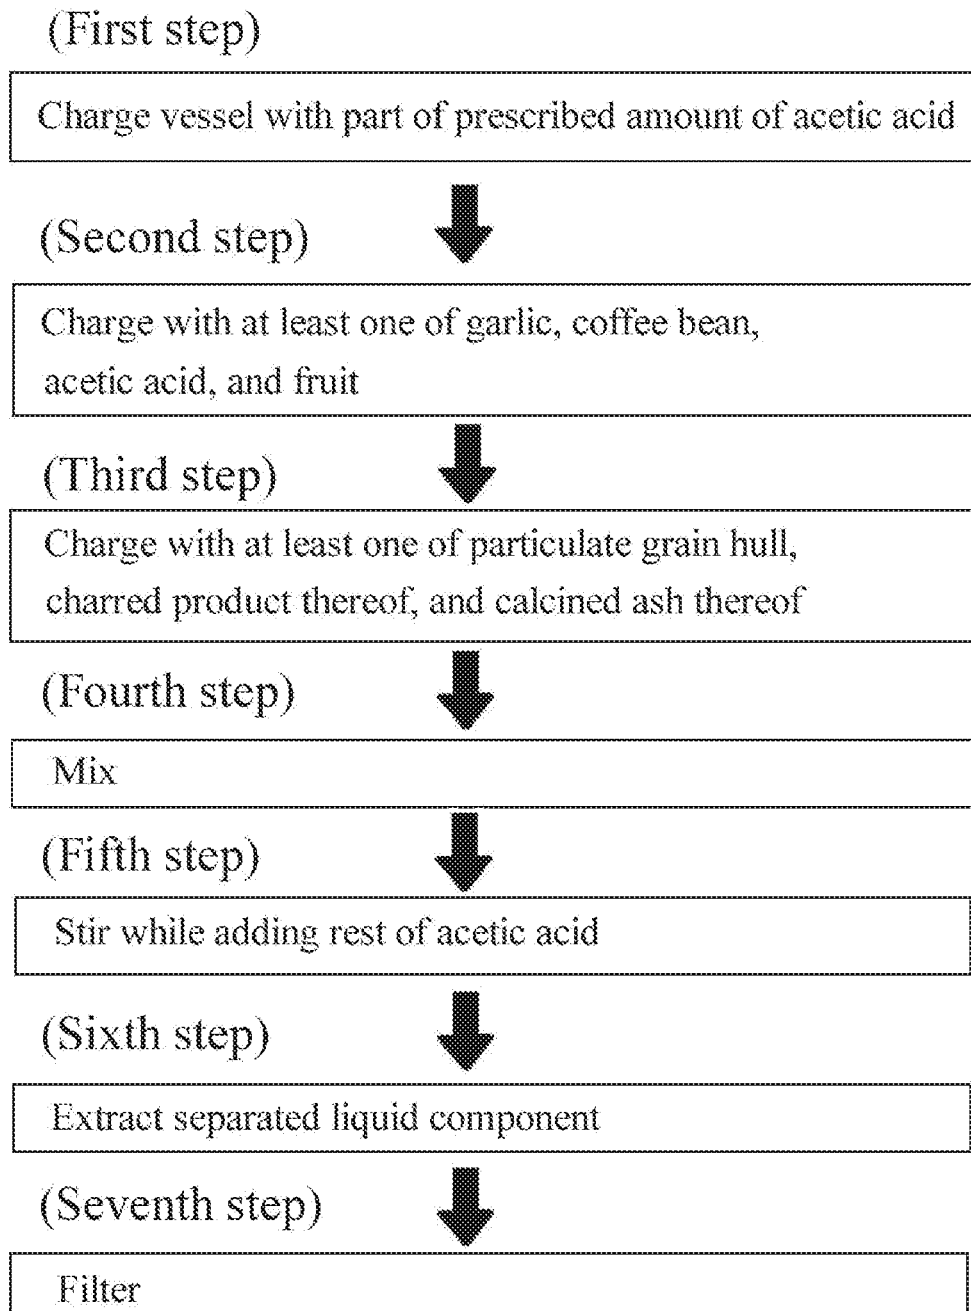 (First step)
Charge vessel with part of prescribed amount of acetic acid
(Second step)
Charge with at least one of garlic, coffee bean,
acetic acid, and fruit
(Third step)
Charge with at least one of particulate grain hull,
charred product thereof, and calcined ash thereof
(Fourth step)
Mix
(Fifth step)
Stir while adding rest of acetic acid
(Sixth step)
Extract separated liquid component
(Seventh step)
Filter